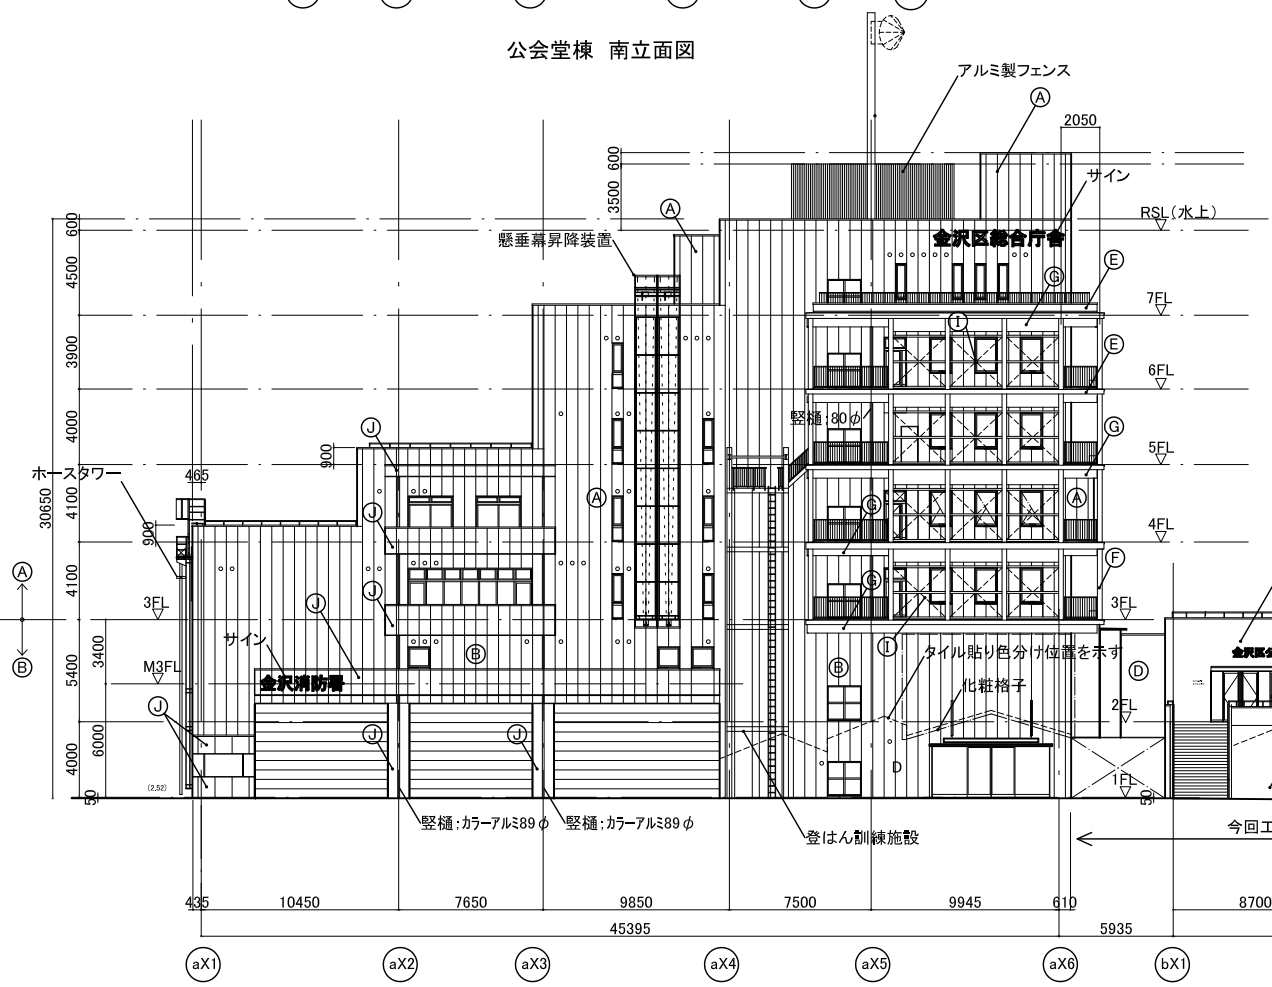 公会堂棟 南立面図
アルミ製フェンス
A
2050
600
サイン
3500
A
RSL(水上)
600
懸垂幕昇降装置
金沢区総合庁舎
E
4500
G
7FL
I
3900
E
6FL
4000
竪樋;80φ
J
G
900
5FL
ホースタワー
465
30650
4100
A
A
J
G
900
4FL
F
A
4100
G
J
3FL
J
3FL
サイン
I
タイル貼り色分け位置を示す
B
3400
B
B
D
M3FL
5400
金沢消防署
化粧格子
金沢区公
J
2FL
6000
J
J
4000
D
1FL
50
(2.52)
50
竪樋;カラーアルミ89φ
竪樋;カラーアルミ89φ
登はん訓練施設
今回工
435
10450
7650
9850
7500
9945
610
8700
45395
5935
aX1
aX2
aX3
aX4
aX5
aX6
bX1